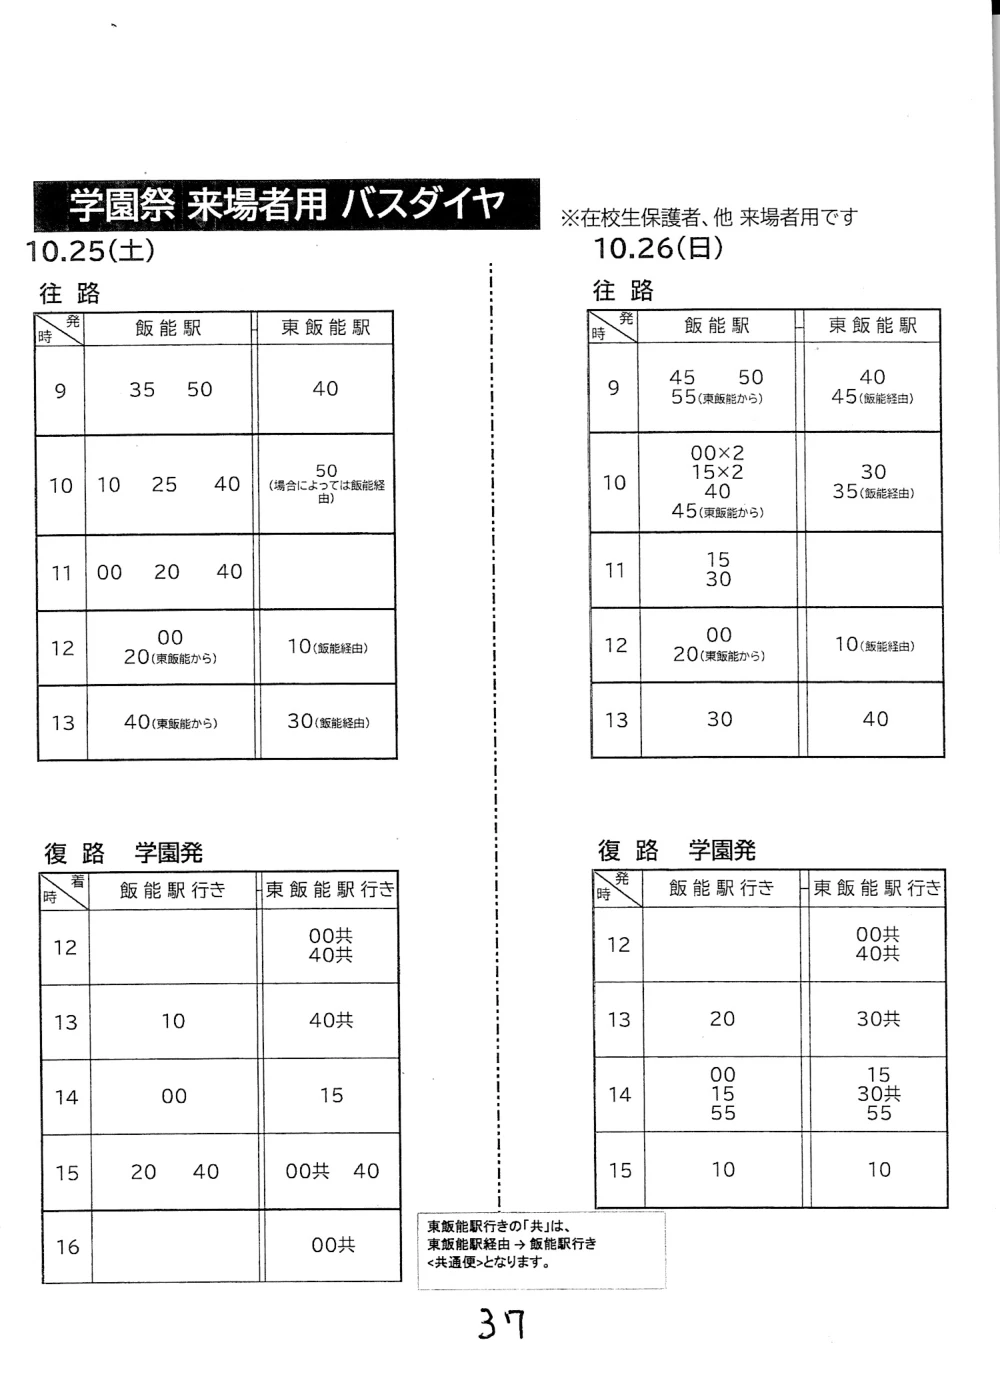 学園祭 来場者用 バスダイヤ
※在校生保護者、他 来場者用です
10.25(土)
往 路
発 時 飯能駅 東飯能駅
9 35 50 40
10 10 25 40 50
(場合によっては飯能経
由)
11 00 20 40
12 00
20(東飯能から) 10(飯能経由)
13 40(東飯能から) 30(飯能経由)
復 路 学園発
着 時 飯能駅行き 東飯能駅行き
12 00共
40共
13 10 40共
14 00 15
15 20 40 00共 40
16 00共
10.26(日)
往 路
発 時 飯能駅 東飯能駅
9 45 50 40
55(東飯能から) 45(飯能経由)
10 00×2
15×2 30
40 35(飯能経由)
45(東飯能から)
11 15
30
12 00
20(東飯能から) 10(飯能経由)
13 30 40
復 路 学園発
発 時 飯能駅行き 東飯能駅行き
12 00共
40共
13 20 30共
14 00 15
15 30共
55 55
15 10 10
東飯能駅行きの「共」は、
東飯能駅経由→飯能駅行き
<共通便>となります。
37